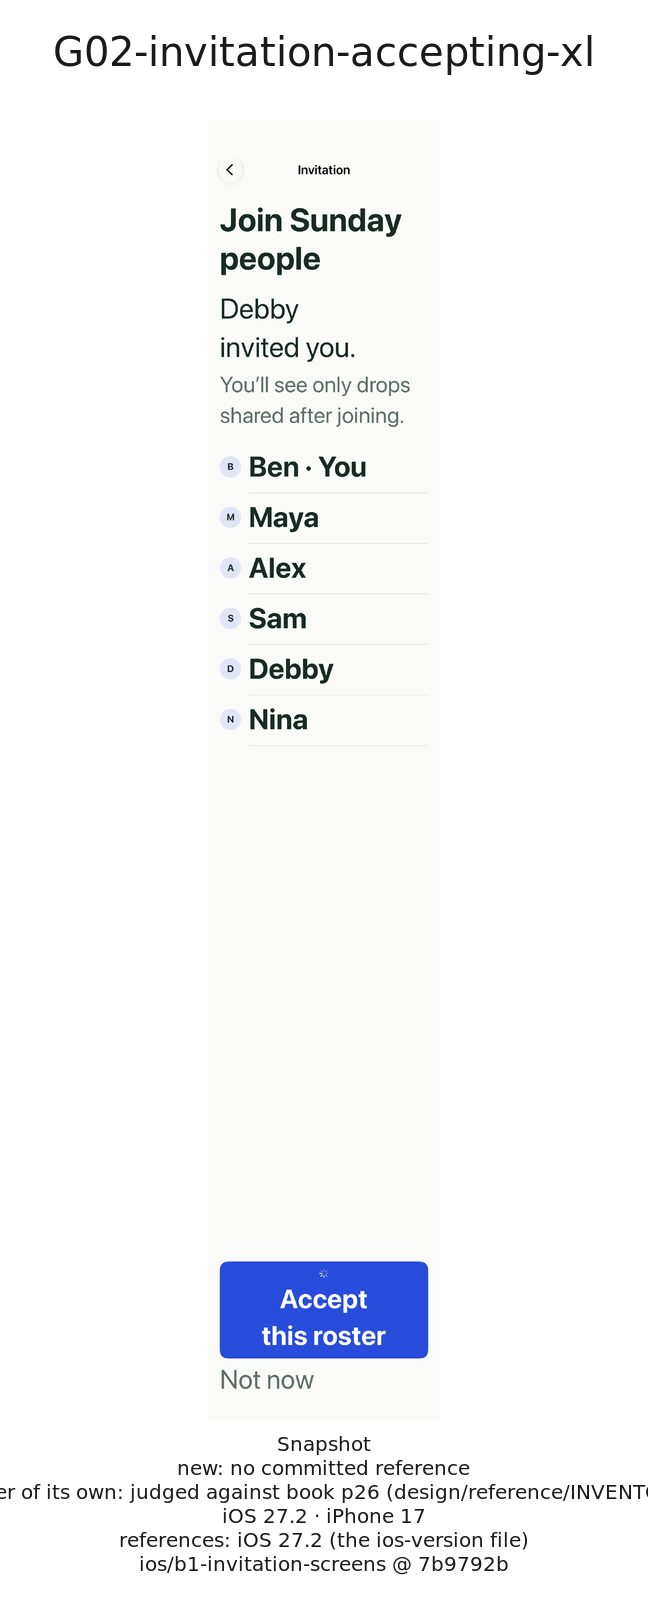 G02-invitation-accepting-xl
Invitation
Join Sunday
people
Debby
invited you.
You’ll see only drops
shared after joining.
B Ben · You
M Maya
A Alex
S Sam
D Debby
N Nina
Accept
this roster
Not now
Snapshot
new: no committed reference
of its own: judged against book p26 (design/reference/
iOS 27.2 · iPhone 17
references: iOS 27.2 (the ios-version file)
ios/b1-invitation-screens @ 7b9792b